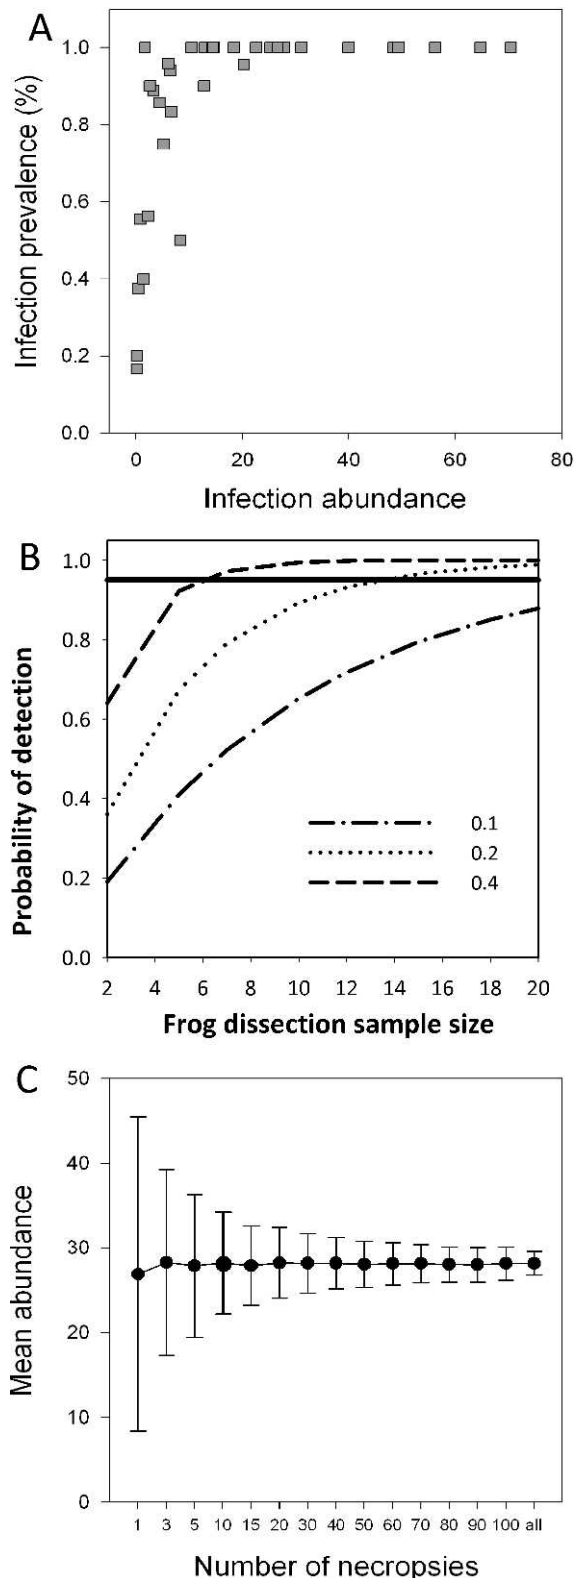 A
Infection prevalence (%)
1.0
0.8
0.6
0.4
0.2
0.0
0 20 40 60 80
Infection abundance
B
Probability of detection
1.0
0.8
0.6
0.4
0.2
0.0
0.1
0.2
0.4
2 4 6 8 10 12 14 16 18 20
Frog dissection sample size
C
Mean abundance
50
40
30
20
10
0
1 3 5 10 15 20 30 40 50 60 70 80 90 100 all
Number of necropsies